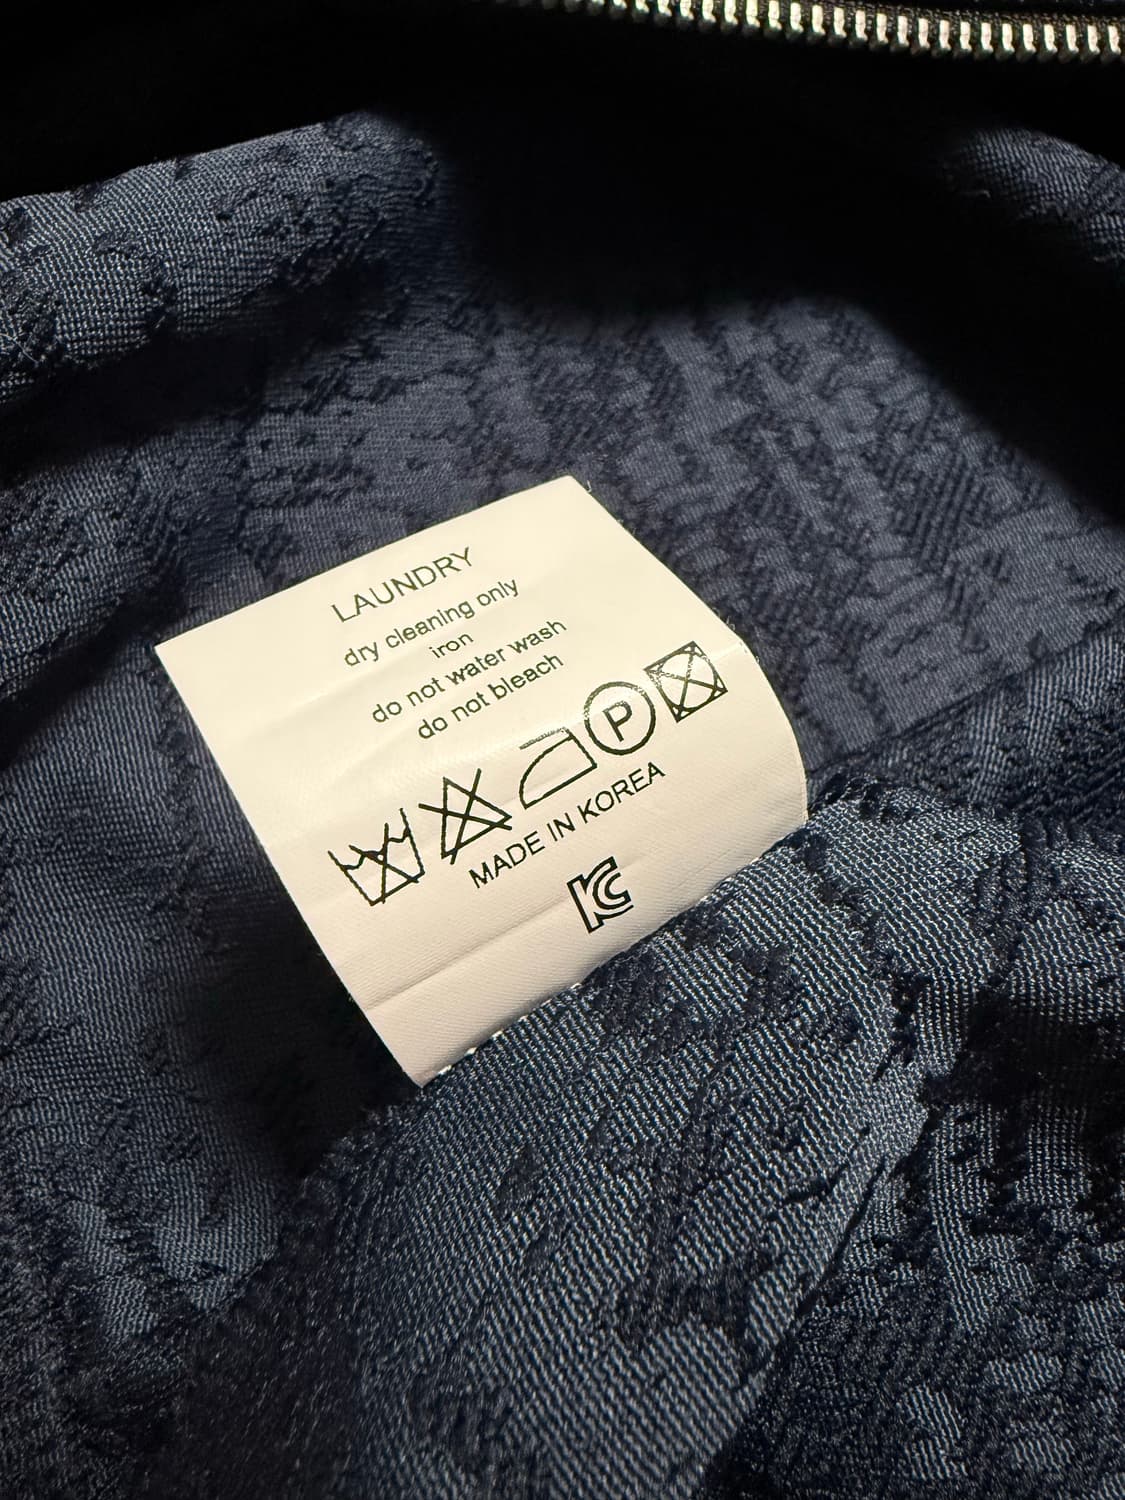 LAUNDRY
dry cleaning only
iron
do not water wash
do not bleach
P
MADE IN KOREA
KC